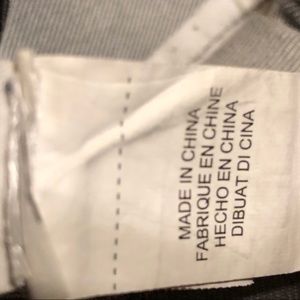 MADE IN CHINA
FABRIQUE EN CHINE
HECHO EN CHINA
DIBUAT DI CINA